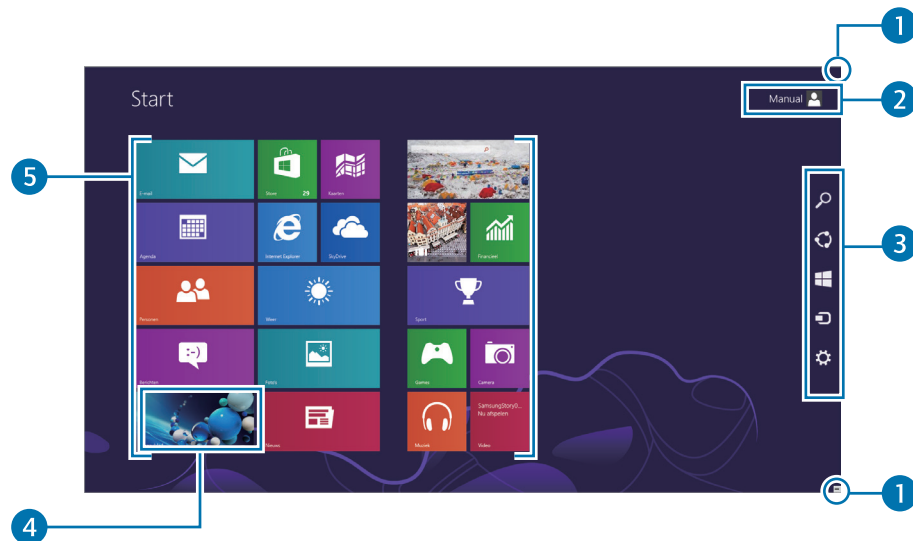 1
Start
Manual
2
5
E-mail
Store
29
Kaarten
3
Agenda
Internet Explorer
SkyDrive
Financieel
Personen
Weer
Sport
Berichten
Foto's
Games
Camera
SamsungStory0...
Nu afspelen
Nieuws
Muziek
Video
1
4